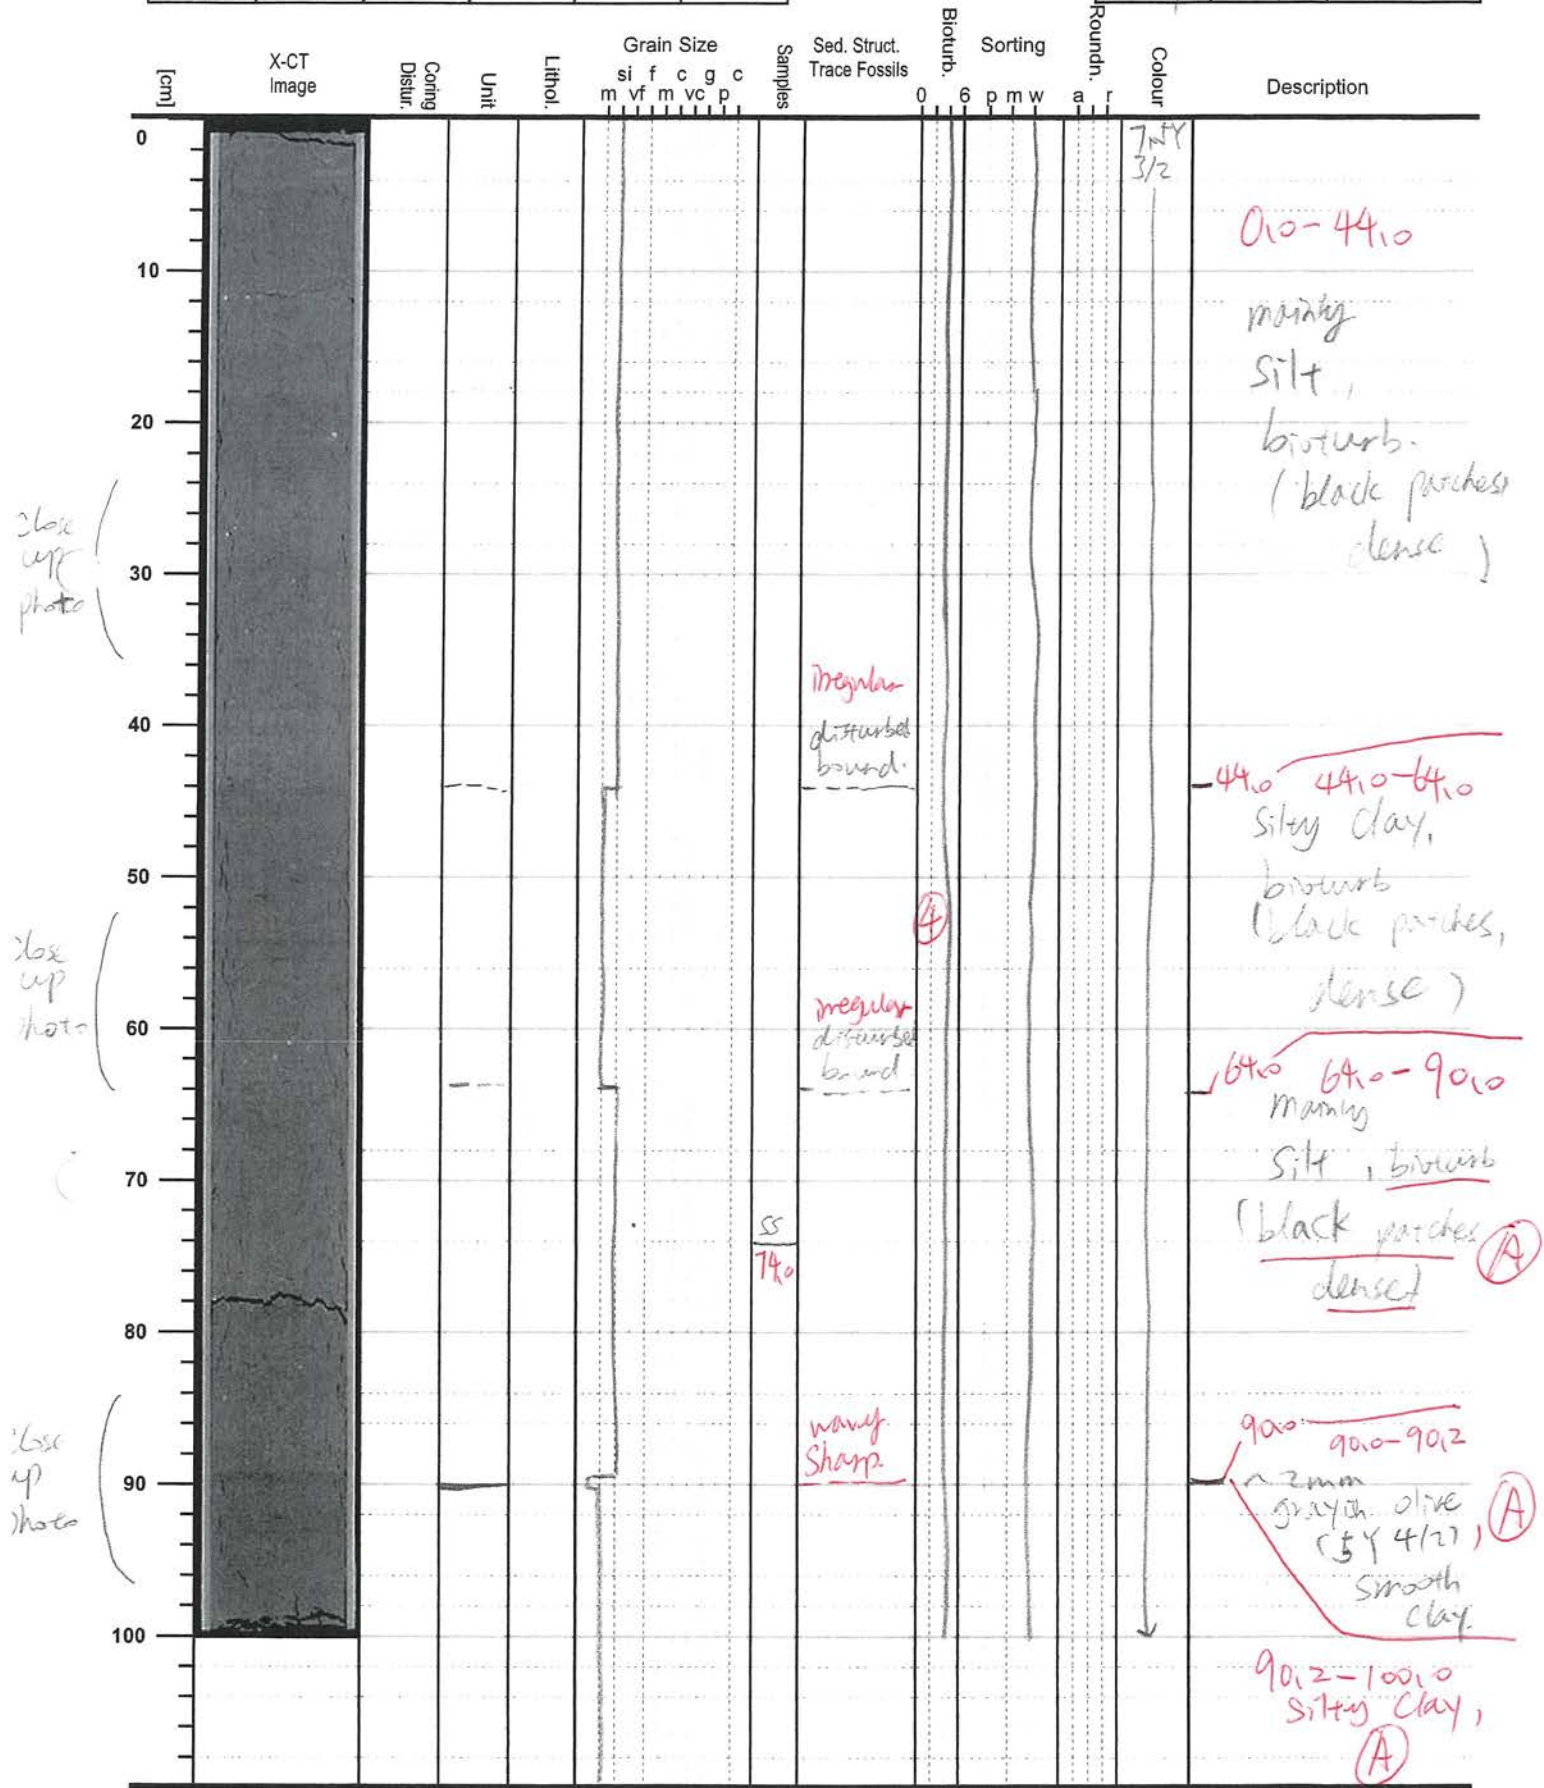 [cm]
X-CT
Image
Coring
Distur.
Unit
Lithol.
Grain Size
si f c g c
m vf m vc p
Samples
Sed. Struct.
Trace Fossils
Bioturb.
0 6
Sorting
p m w
Roundn.
a r
Colour
Description
0
10
20
30
40
50
60
70
80
90
100
3/2
0.0-44.0
mainly
silt,
bioturb.
(black patches
dense)
close
up
photo
irregular
disturbed
bound.
44.0 44.0-64.0
Silty Clay,
bioturb
(black patches,
dense)
close
up
photo
4
irregular
disturbed
bound
64.0 64.0-90.0
Mainly
Silt, bioturb
(black patches
dense)
A
SS
74.0
close
up
photo
wavy
Sharp.
90.0 90.0-90.2
~2mm
grayish olive
(5Y 4/2),
A
Smooth
Clay.
90.2-100.0
Silty Clay,
A